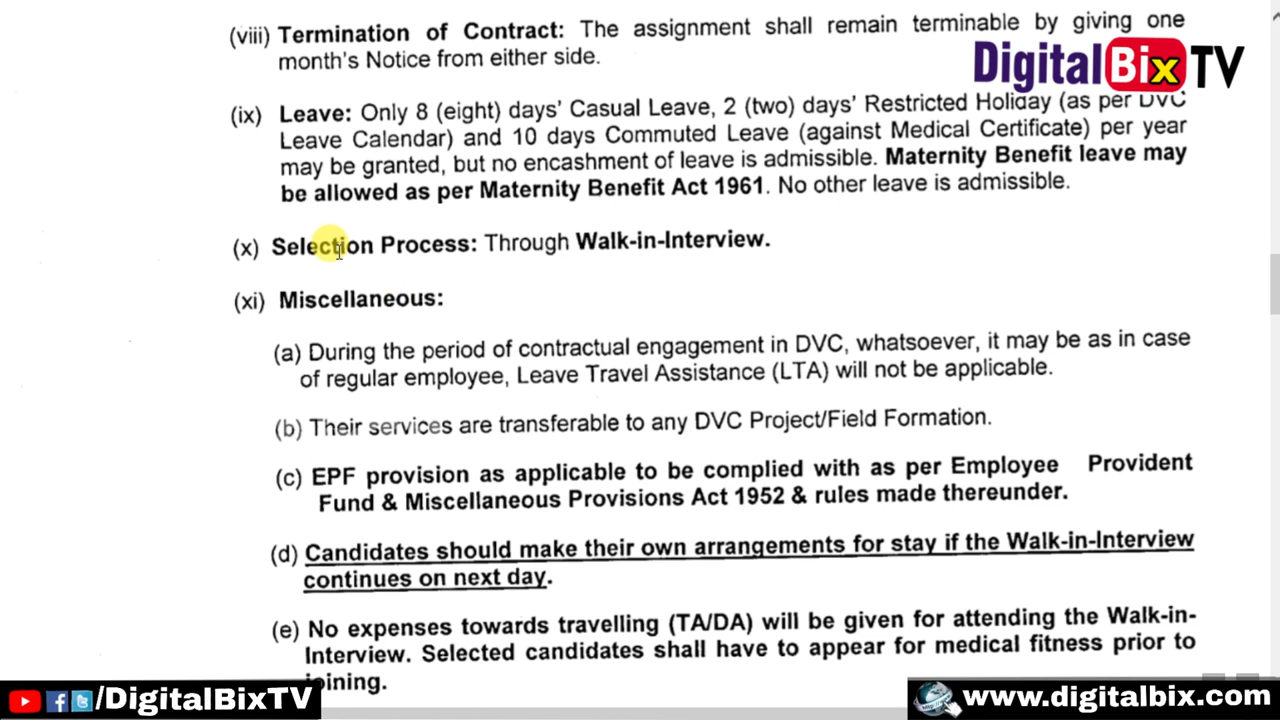 (viii) Termination of Contract: The assignment shall remain terminable by giving one
month's Notice from either side.
DigitalBixTV
(ix) Leave: Only 8 (eight) days' Casual Leave, 2 (two) days' Restricted Holiday (as per DVC
Leave Calendar) and 10 days Commuted Leave (against Medical Certificate) per year
may be granted, but no encashment of leave is admissible. Maternity Benefit leave may
be allowed as per Maternity Benefit Act 1961. No other leave is admissible.
(x) Selection Process: Through Walk-in-Interview.
(xi) Miscellaneous:
(a) During the period of contractual engagement in DVC, whatsoever, it may be as in case
of regular employee, Leave Travel Assistance (LTA) will not be applicable.
(b) Their services are transferable to any DVC Project/Field Formation.
(c) EPF provision as applicable to be complied with as per Employee Provident
Fund & Miscellaneous Provisions Act 1952 & rules made thereunder.
(d) Candidates should make their own arrangements for stay if the Walk-in-Interview
continues on next day.
(e) No expenses towards travelling (TA/DA) will be given for attending the Walk-in-
Interview. Selected candidates shall have to appear for medical fitness prior to
joining.
/DigitalBixTV
www.digitalbix.com